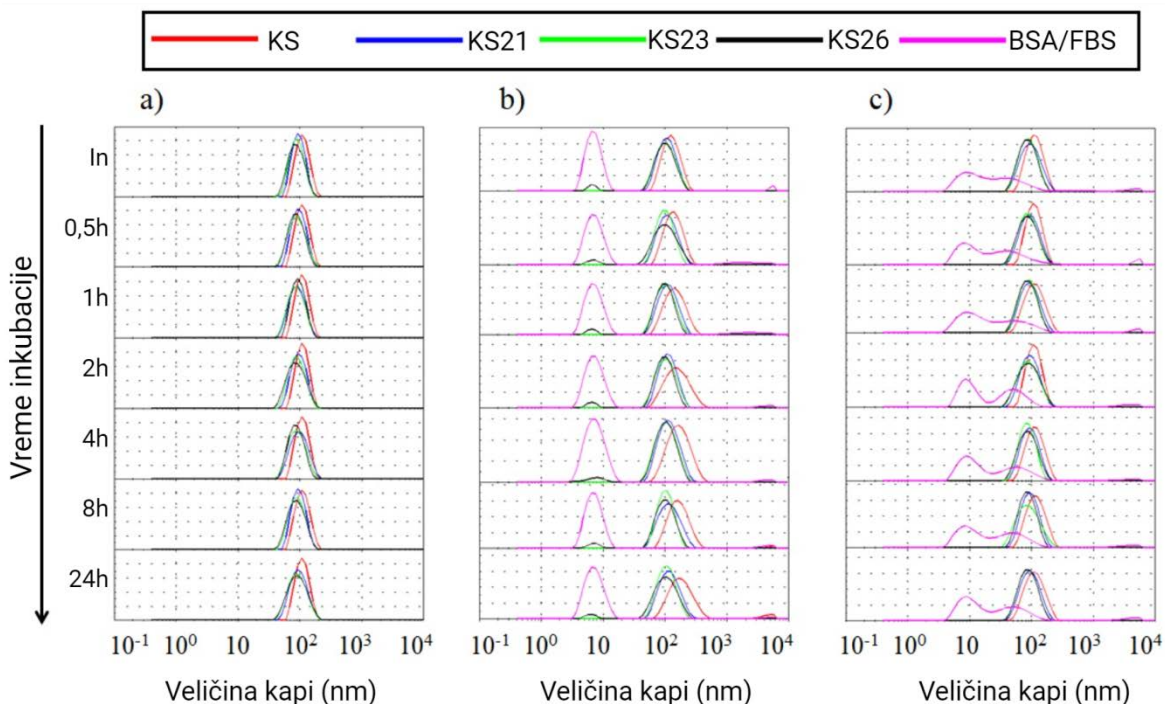 KS KS21 KS23 KS26 BSA/FBS
a) b) c)
Vreme inkubacije
In
0,5h
1h
2h
4h
8h
24h
10⁻¹ 10⁰ 10 10² 10³ 10⁴ 10⁻¹ 10⁰ 10 10² 10³ 10⁴ 10⁻¹ 10⁰ 10 10² 10³ 10⁴
Veličina kapi (nm) Veličina kapi (nm) Veličina kapi (nm)